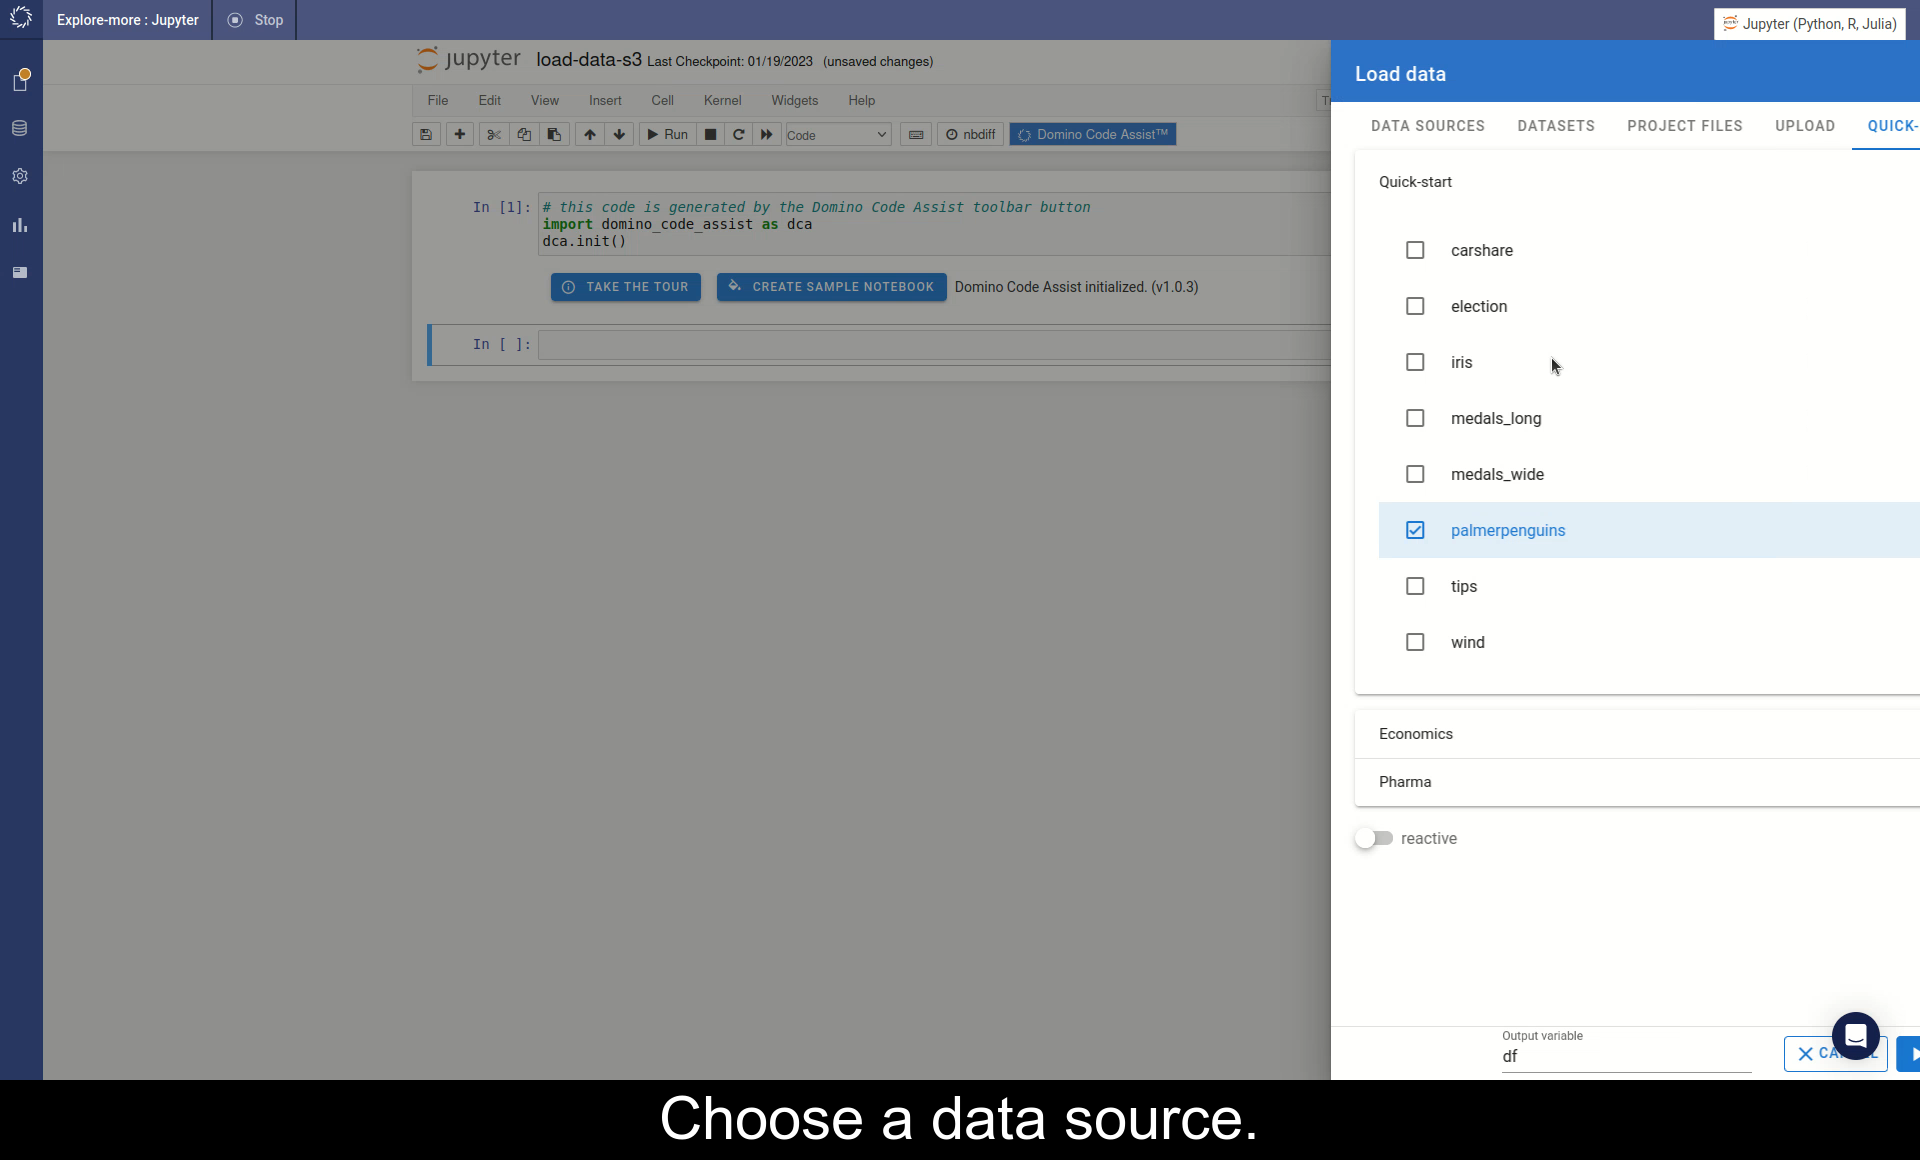 Explore-more : Jupyter
Stop
Jupyter (Python, R, Julia)
jupyter load-data-s3 Last Checkpoint: 01/19/2023 (unsaved changes)
File Edit View Insert Cell Kernel Widgets Help
Run Code nbdiff Domino Code Assist™
In [1]: # this code is generated by the Domino Code Assist toolbar button
import domino_code_assist as dca
dca.init()
TAKE THE TOUR CREATE SAMPLE NOTEBOOK Domino Code Assist initialized. (v1.0.3)
In [ ]:
Load data
DATA SOURCES DATASETS PROJECT FILES UPLOAD QUICK-
Quick-start
carshare
election
iris
medals_long
medals_wide
palmerpenguins
tips
wind
Economics
Pharma
reactive
Output variable
df
Choose a data source.